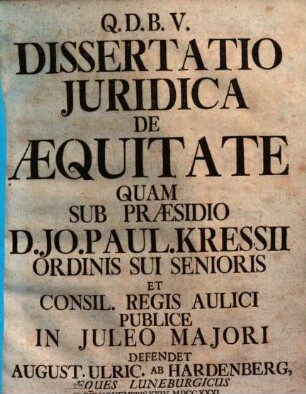 Q. D. B. V.
DISSERTATIO
JURIDICA
DE
ÆQUITATE
QUAM
SUB PRÆSIDIO
D. JO. PAUL. KRESSII
ORDINIS SUI SENIORIS
ET
CONSIL. REGIS AULICI
PUBLICE
IN JULEO MAJORI
DEFENDET
AUGUST. ULRIC. AB HARDENBERG,
ÆQUES LUNEBURGICUS